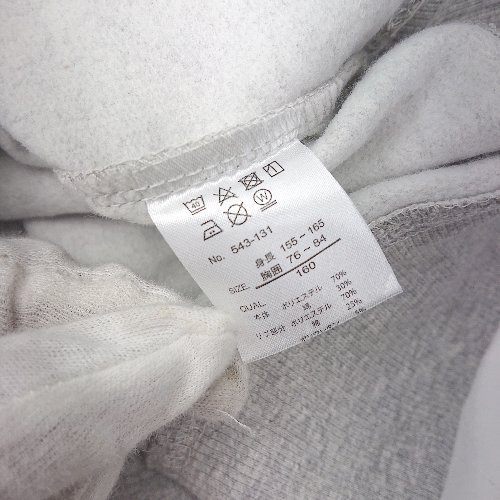 40
W
No. 543-131
身長 155-165
SIZE 胸囲 76-84
160
QUAL
本体 ポリエステル 70%
綿 30%
リブ部分 ポリエステル 70%
綿 25%
5%